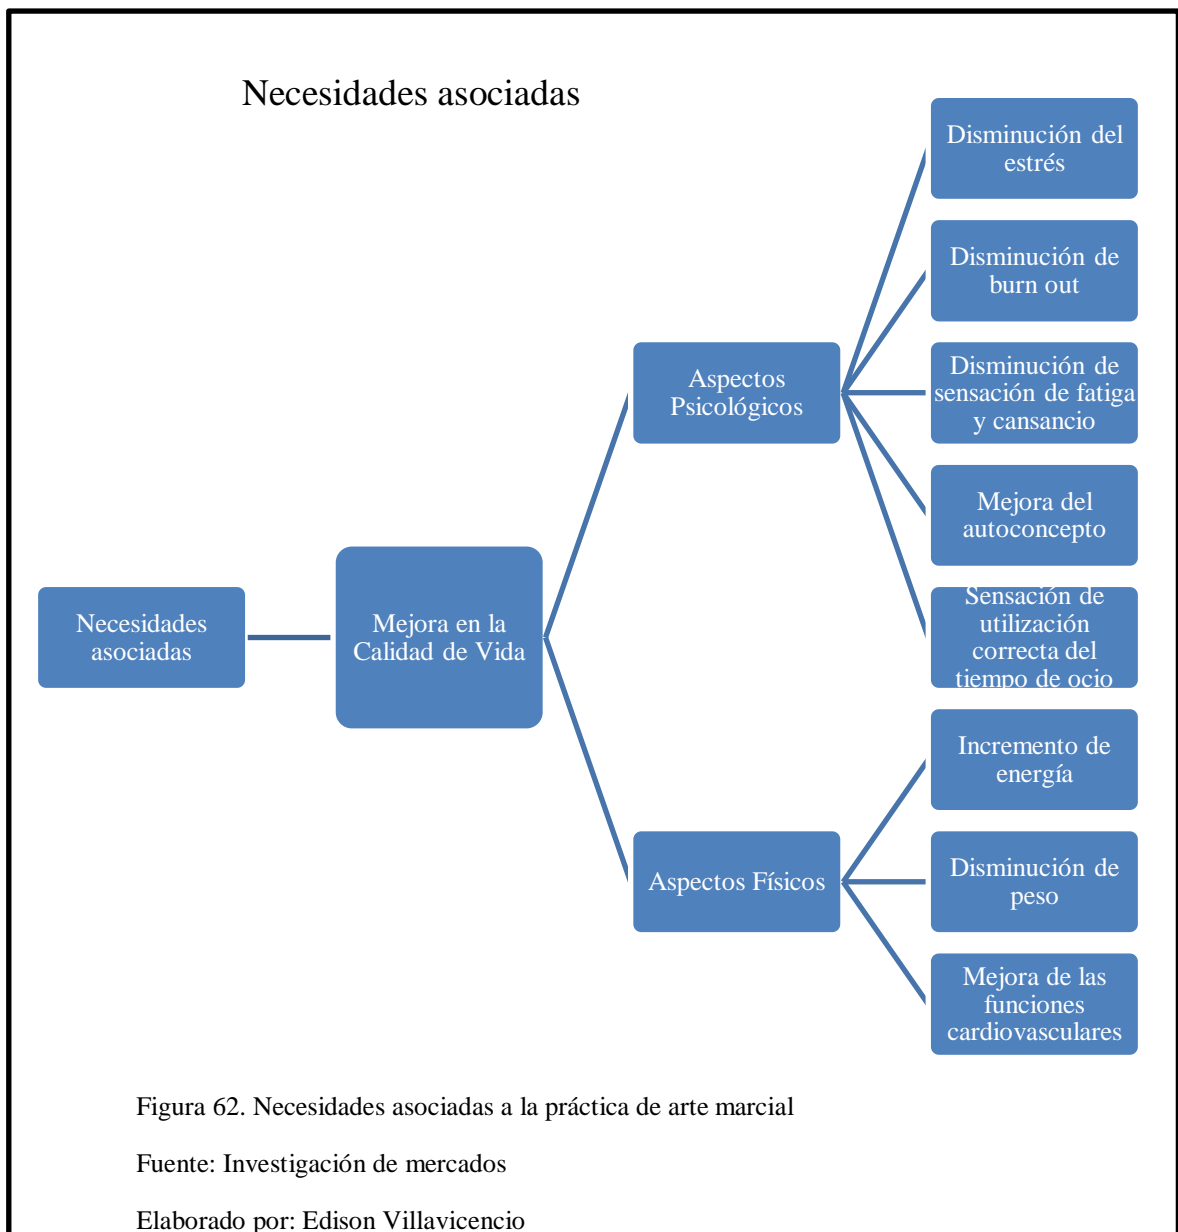 Necesidades asociadas
Necesidades
asociadas
Mejora en la
Calidad de Vida
Aspectos
Psicológicos
Disminución del
estrés
Disminución de
burn out
Disminución de
sensación de fatiga
y cansancio
Mejora del
autoconcepto
Sensación de
utilización
correcta del
tiempo de ocio
Aspectos Físicos
Incremento de
energía
Disminución de
peso
Mejora de las
funciones
cardiovasculares
Figura 62. Necesidades asociadas a la práctica de arte marcial
Fuente: Investigación de mercados
Elaborado por: Edison Villavicencio